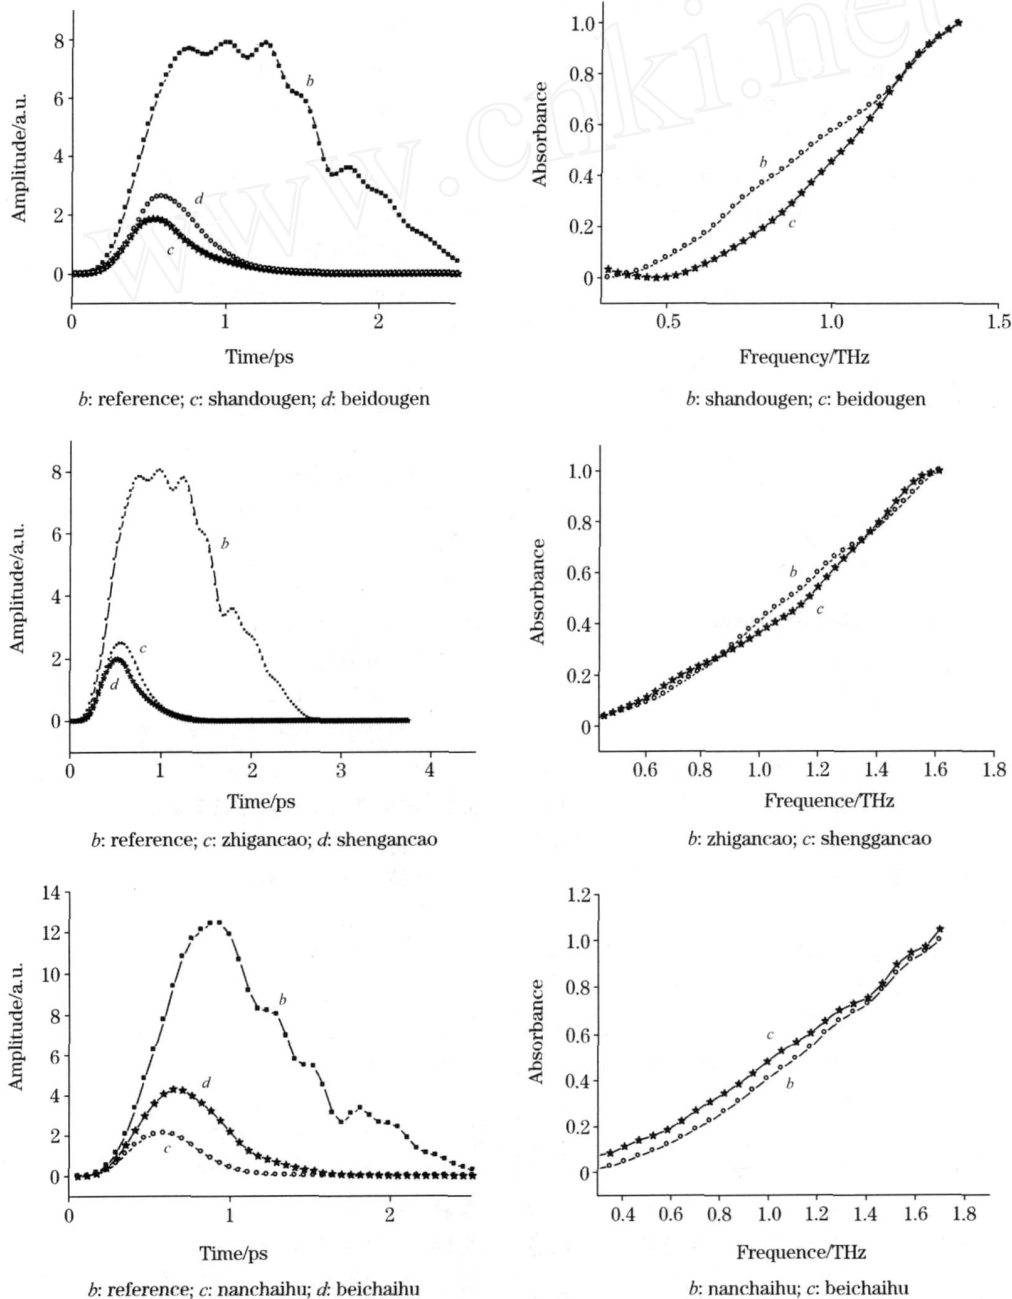 www.cnki.net
8
6
4
2
0
Amplitude/a.u.
b
d
c
0
1
2
Time/ps
b: reference; c: shandougen; d: beidougen
1.0
0.8
0.6
0.4
0.2
0
Absorbance
b
c
0.5
1.0
1.5
Frequency/THz
b: shandougen; c: beidougen
8
6
4
2
0
Amplitude/a.u.
b
c
d
0
1
2
3
4
Time/ps
b: reference; c: zhigancao; d: shengancao
1.0
0.8
0.6
0.4
0.2
0
Absorbance
b
c
0.6
0.8
1.0
1.2
1.4
1.6
1.8
Frequence/THz
b: zhigancao; c: shenggancao
14
12
10
8
6
4
2
0
Amplitude/a.u.
b
d
c
0
1
2
Time/ps
b: reference; c: nanchaihu; d: beichaihu
1.2
1.0
0.8
0.6
0.4
0.2
0
Absorbance
c
b
0.4
0.6
0.8
1.0
1.2
1.4
1.6
1.8
Frequence/THz
b: nanchaihu; c: beichaihu